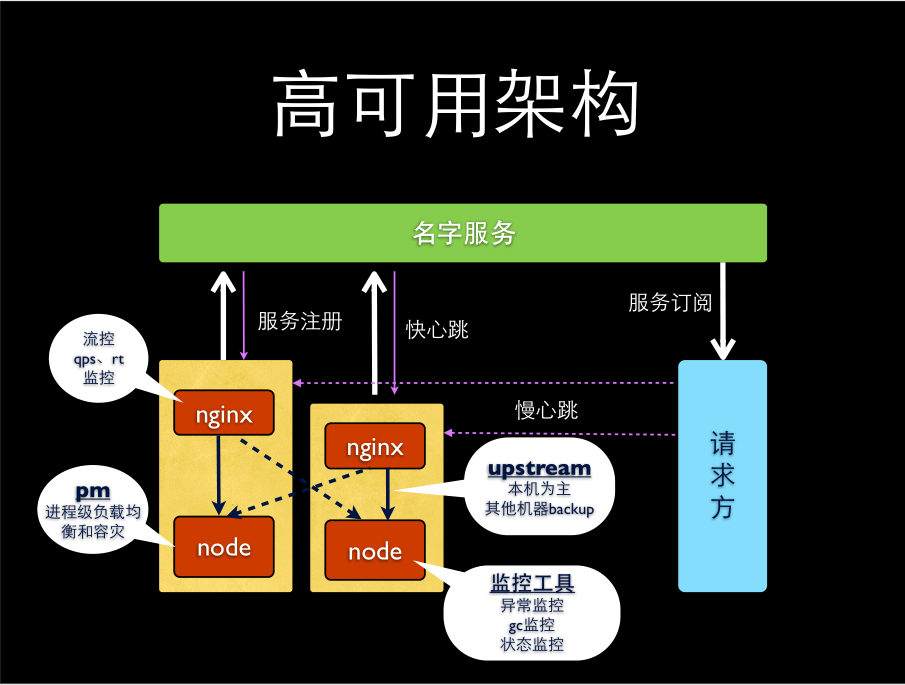 高可用架构
名字服务
服务注册
快心跳
服务订阅
流控
qps、rt
监控
nginx
nginx
慢心跳
请
求
方
upstream
本机为主
其他机器backup
pm
进程级负载均
衡和容灾
node
node
监控工具
异常监控
gc监控
状态监控